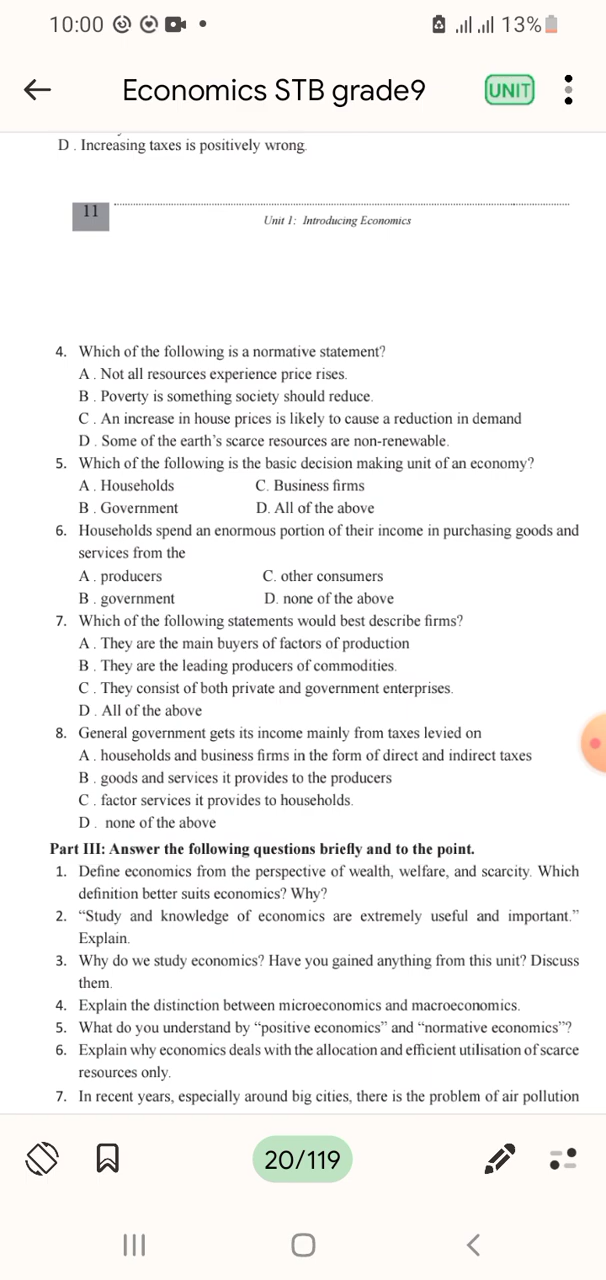 10:00
13%
Economics STB grade9
UNIT
D . Increasing taxes is positively wrong.
11
Unit 1: Introducing Economics
4. Which of the following is a normative statement?
A . Not all resources experience price rises.
B . Poverty is something society should reduce.
C . An increase in house prices is likely to cause a reduction in demand
D . Some of the earth's scarce resources are non-renewable.
5. Which of the following is the basic decision making unit of an economy?
A . Households C. Business firms
B . Government D. All of the above
6. Households spend an enormous portion of their income in purchasing goods and
services from the
A . producers C. other consumers
B . government D. none of the above
7. Which of the following statements would best describe firms?
A . They are the main buyers of factors of production
B . They are the leading producers of commodities.
C . They consist of both private and government enterprises.
D . All of the above
8. General government gets its income mainly from taxes levied on
A . households and business firms in the form of direct and indirect taxes
B . goods and services it provides to the producers
C . factor services it provides to households.
D . none of the above
Part III: Answer the following questions briefly and to the point.
1. Define economics from the perspective of wealth, welfare, and scarcity. Which
definition better suits economics? Why?
2. “Study and knowledge of economics are extremely useful and important.”
Explain.
3. Why do we study economics? Have you gained anything from this unit? Discuss
them.
4. Explain the distinction between microeconomics and macroeconomics.
5. What do you understand by “positive economics” and “normative economics”?
6. Explain why economics deals with the allocation and efficient utilisation of scarce
resources only.
7. In recent years, especially around big cities, there is the problem of air pollution
20/119